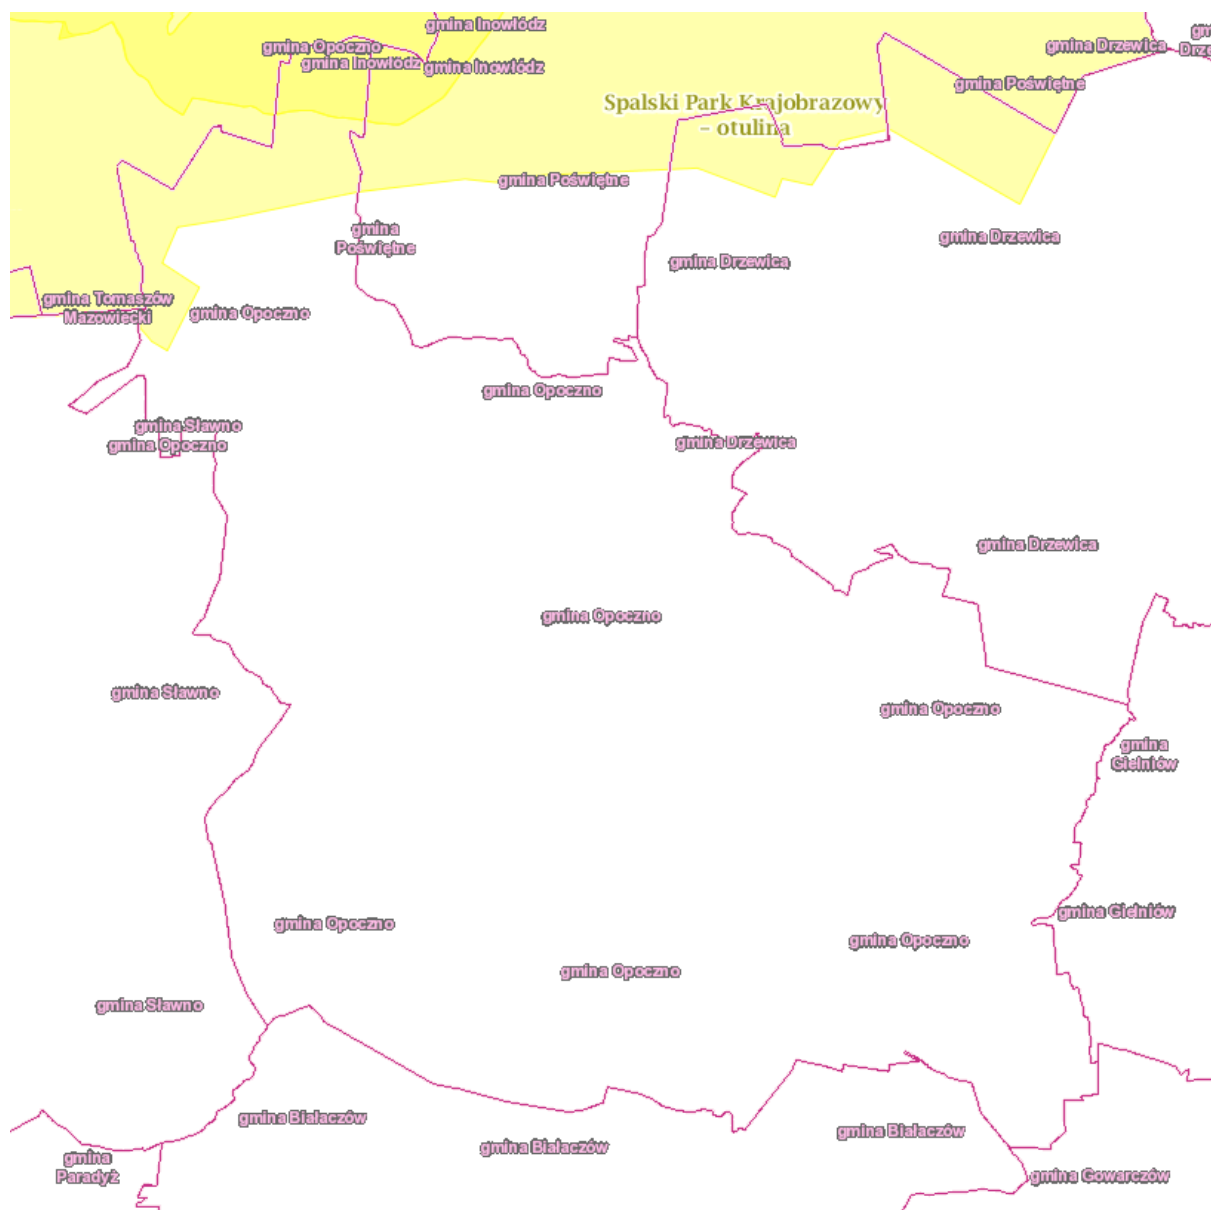 gmina Inowłódz
gm
Drze
gmina Opoczno
gmina Drzewica
gmina Inowłódz
gmina Inowłódz
gmina Poświętne
Spalski Park Krajobrazowy
– otulina
gmina Poświętne
gmina
Poświętne
gmina Drzewica
gmina Drzewica
gmina Tomaszów
Mazowiecki
gmina Opoczno
gmina Opoczno
gmina Sławno
gmina Opoczno
gmina Drzewica
gmina Drzewica
gmina Opoczno
gmina Sławno
gmina Opoczno
gmina
Gielniów
gmina Gielniów
gmina Opoczno
gmina Opoczno
gmina Opoczno
gmina Sławno
gmina Białaczów
gmina Białaczów
gmina Białaczów
gmina
Paradyż
gmina Gowarczów